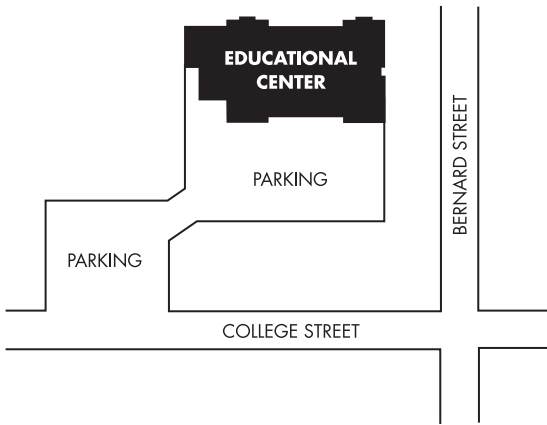 EDUCATIONAL
CENTER
PARKING
BERNARD STREET
PARKING
COLLEGE STREET